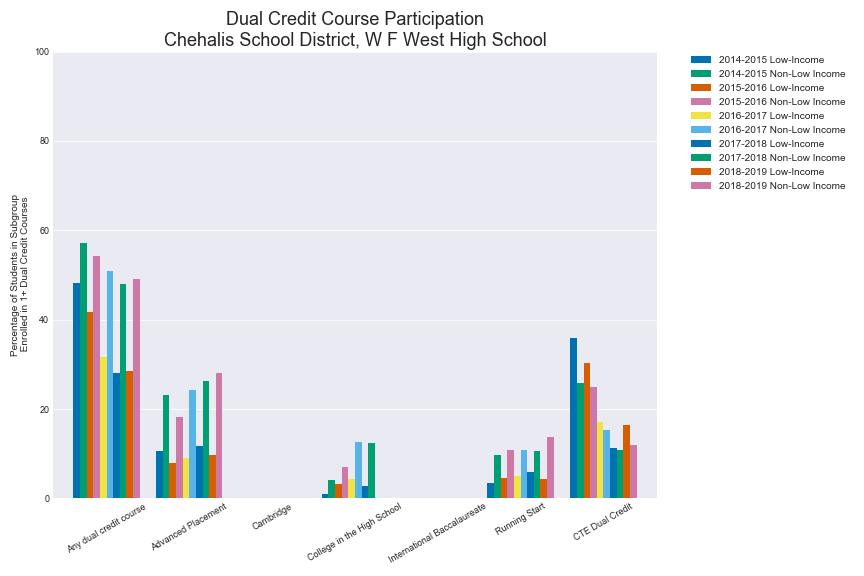 Dual Credit Course Participation
Chehalis School District, W F West High School
Percentage of Students in Subgroup
Enrolled in 1+ Dual Credit Courses
100
80
60
40
20
0
Any dual credit course
Advanced Placement
Cambridge
College in the High School
International Baccalaureate
Running Start
CTE Dual Credit
2014-2015 Low-Income
2014-2015 Non-Low Income
2015-2016 Low-Income
2015-2016 Non-Low Income
2016-2017 Low-Income
2016-2017 Non-Low Income
2017-2018 Low-Income
2017-2018 Non-Low Income
2018-2019 Low-Income
2018-2019 Non-Low Income